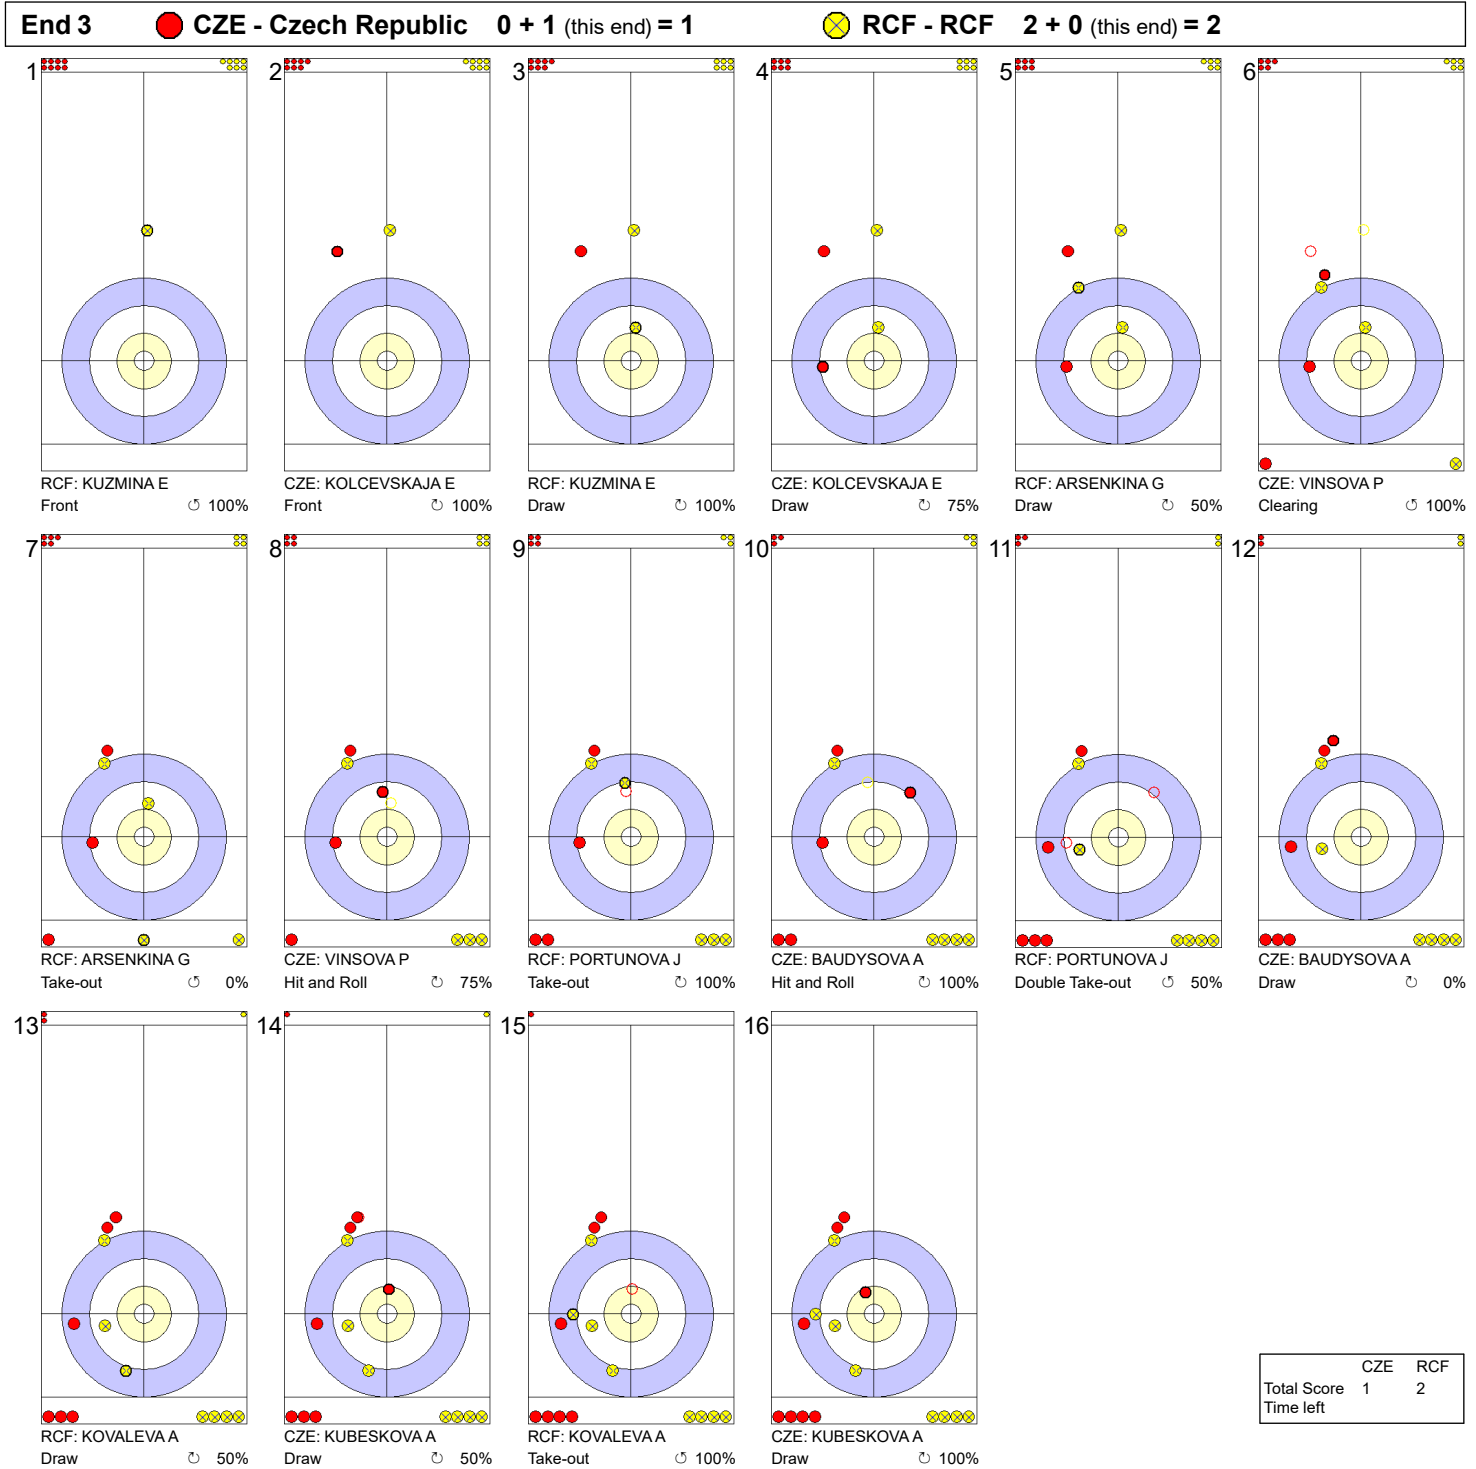 End 3 CZE - Czech Republic 0 + 1 (this end) = 1 RCF - RCF 2 + 0 (this end) = 2
1 2 3 4 5 6
RCF: KUZMINA E CZE: KOLCEVSKAJA E RCF: KUZMINA E CZE: KOLCEVSKAJA E RCF: ARSENKINA G CZE: VINSOVA P
Front 100% Front 100% Draw 100% Draw 75% Draw 50% Clearing 100%
7 8 9 10 11 12
RCF: ARSENKINA G CZE: VINSOVA P RCF: PORTUNOVA J CZE: BAUDYSOVA A RCF: PORTUNOVA J CZE: BAUDYSOVA A
Take-out 0% Hit and Roll 75% Take-out 100% Hit and Roll 100% Double Take-out 50% Draw 0%
13 14 15 16
RCF: KOVALEVA A CZE: KUBESKOVA A RCF: KOVALEVA A CZE: KUBESKOVA A
Draw 50% Draw 50% Take-out 100% Draw 100%
CZE RCF
Total Score 1 2
Time left